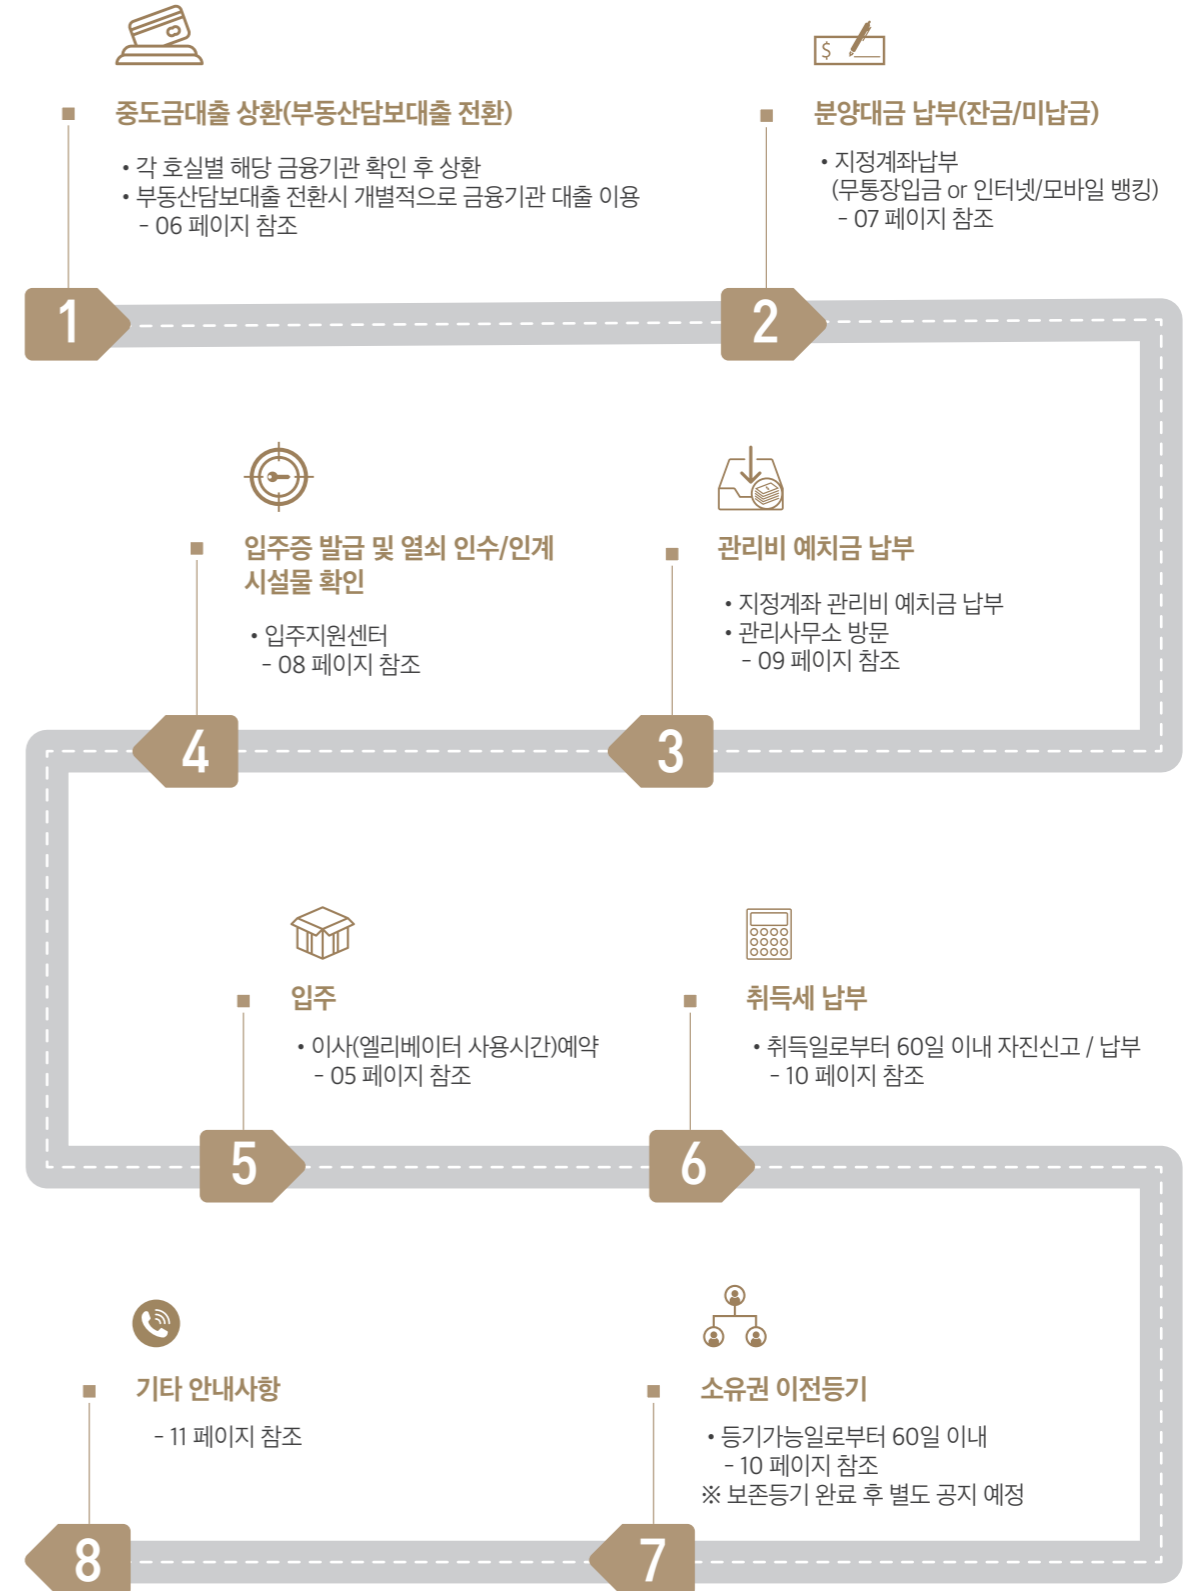 중도금대출 상환(부동산담보대출 전환)
• 각 호실별 해당 금융기관 확인 후 상환
• 부동산담보대출 전환시 개별적으로 금융기관 대출 이용
- 06 페이지 참조
1
$
분양대금 납부(잔금/미납금)
• 지정계좌납부
(무통장입금 or 인터넷/모바일 뱅킹)
- 07 페이지 참조
2
관리비 예치금 납부
• 지정계좌 관리비 예치금 납부
• 관리사무소 방문
- 09 페이지 참조
3
입주증 발급 및 열쇠 인수/인계
시설물 확인
• 입주지원센터
- 08 페이지 참조
4
입주
• 이사(엘리베이터 사용시간)예약
- 05 페이지 참조
5
취득세 납부
• 취득일로부터 60일 이내 자진신고 / 납부
- 10 페이지 참조
6
소유권 이전등기
• 등기가능일로부터 60일 이내
- 10 페이지 참조
※ 보존등기 완료 후 별도 공지 예정
7
기타 안내사항
- 11 페이지 참조
8